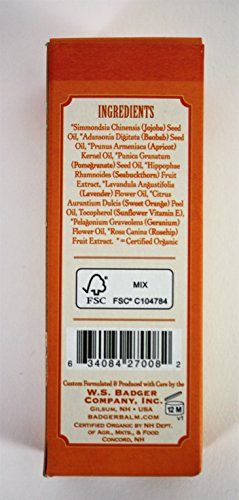 INGREDIENTS
*Simmondsia Chinensis (Jojoba) Seed
Oil, *Adansonia Digitata (Baobab) Seed
Oil, *Prunus Armeniaca (Apricot)
Kernel Oil, *Punica Granatum
(Pomegranate) Seed Oil, *Hippophae
Rhamnoides (Seabuckthorn) Fruit
Extract, *Lavandula Angustifolia
(Lavender) Flower Oil, *Citrus
Aurantium Dulcis (Sweet Orange) Peel
Oil, Tocopherol (Sunflower Vitamin E),
*Pelargonium Graveolens (Geranium)
Flower Oil, *Rosa Canina (Rosehip)
Fruit Extract. *=Certified Organic
FSC
MIX
FSC® C104784
6 34084 27008 2
Custom Formulated & Produced with Care by the
W.S. BADGER
COMPANY, INC.
GILSUM, NH • USA
BADGERBALM.COM
CERTIFIED ORGANIC BY NH DEPT.
OF AGR., MKTS., & FOOD
CONCORD, NH
12 M